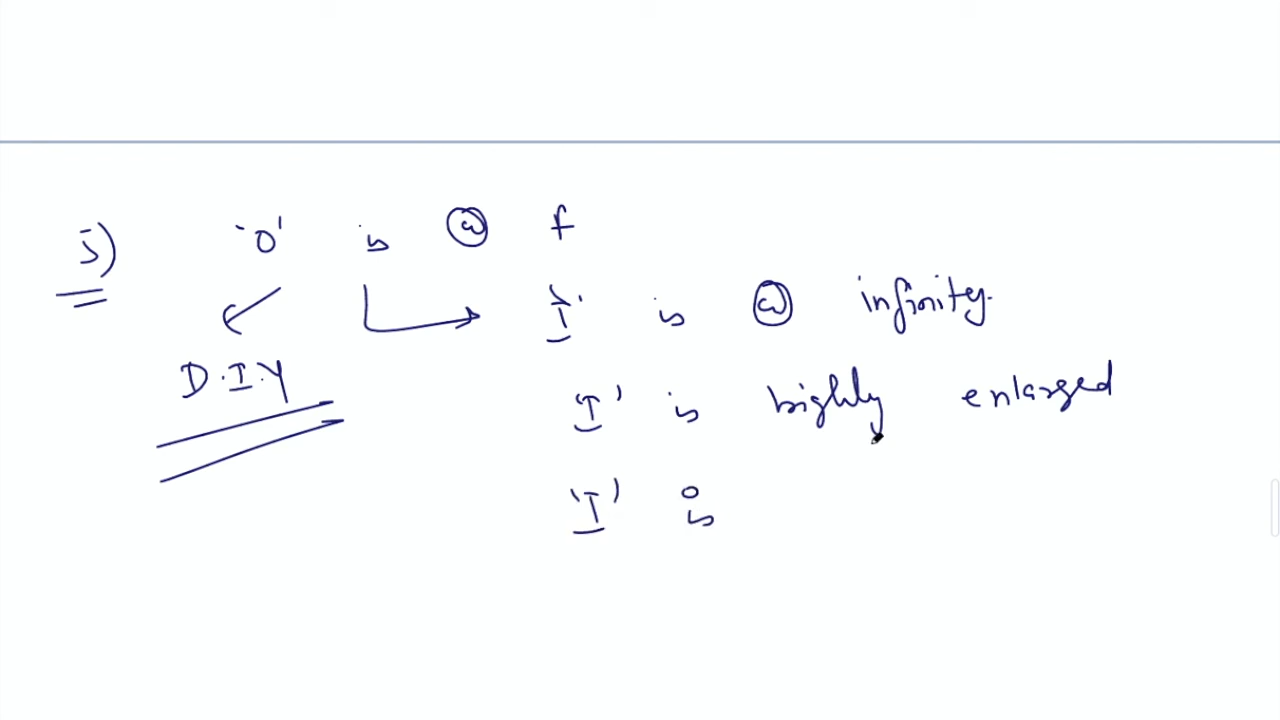 5) 'O' is @ f
'I' is @ infinity.
D.I.Y
'I' is highly enlarged
'I' is